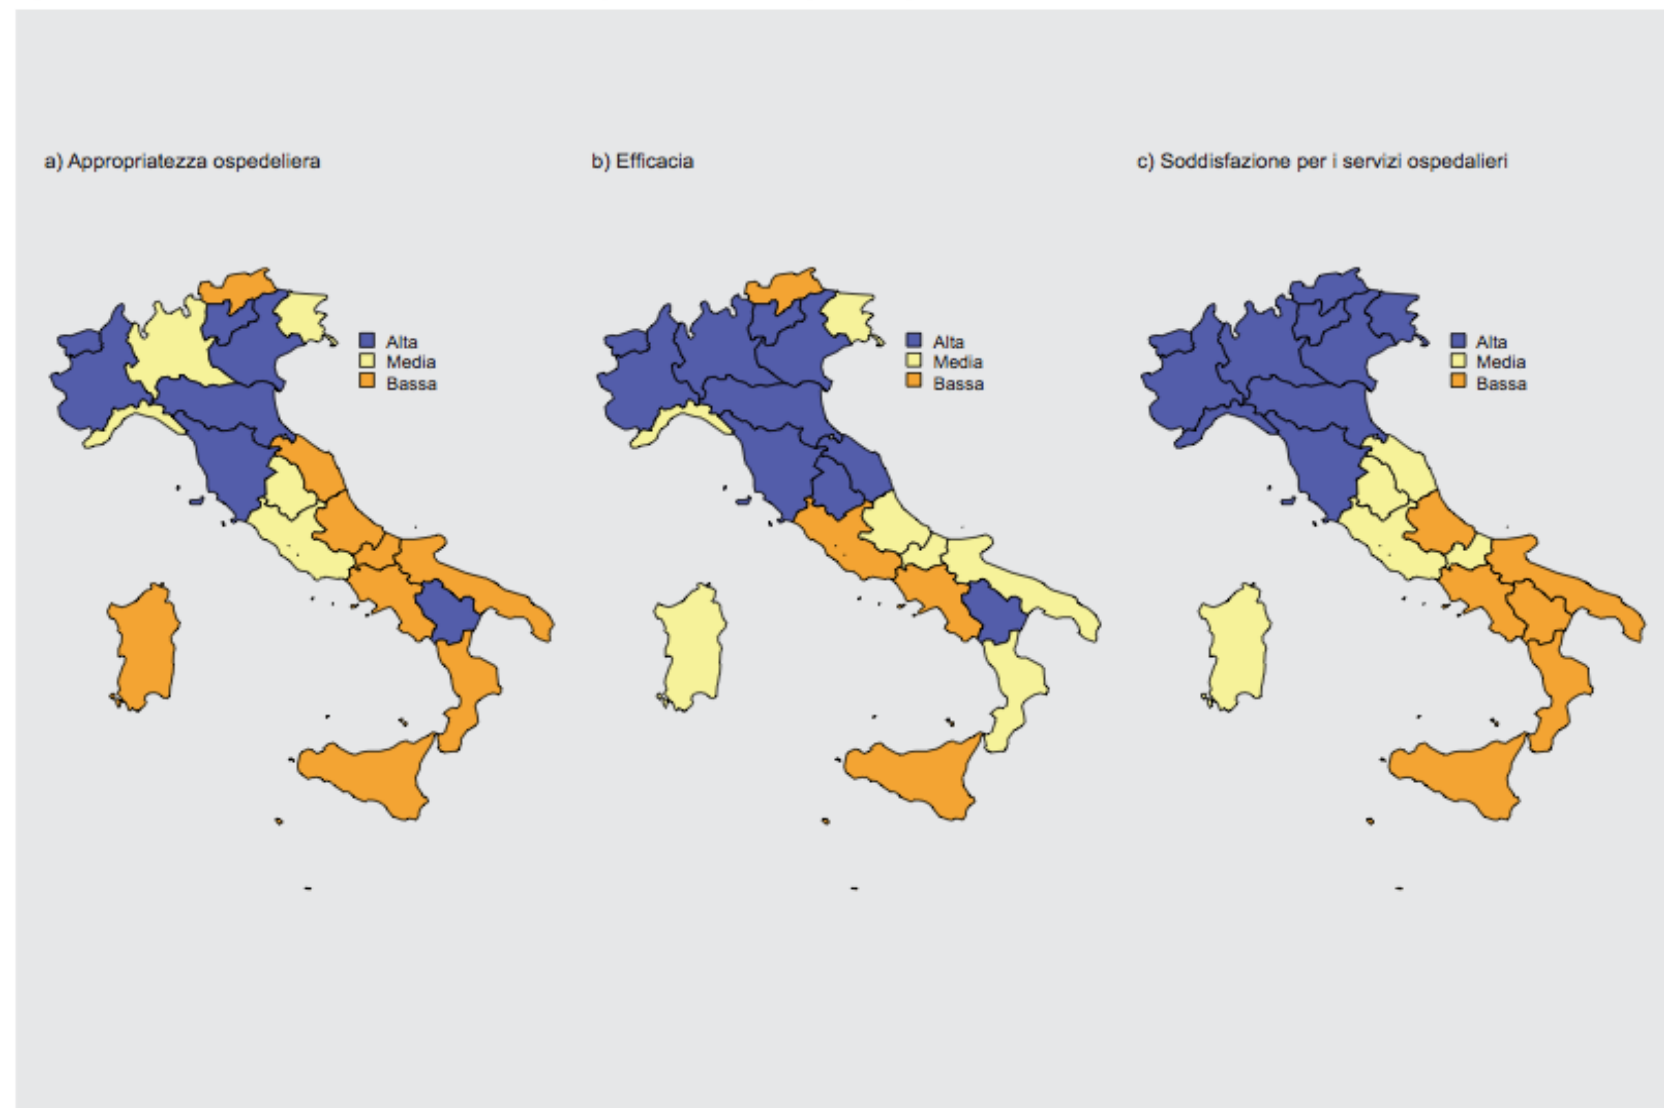 a) Appropriatezza ospedeliera
b) Efficacia
c) Soddisfazione per i servizi ospedalieri
Alta
Media
Bassa
Alta
Media
Bassa
Alta
Media
Bassa